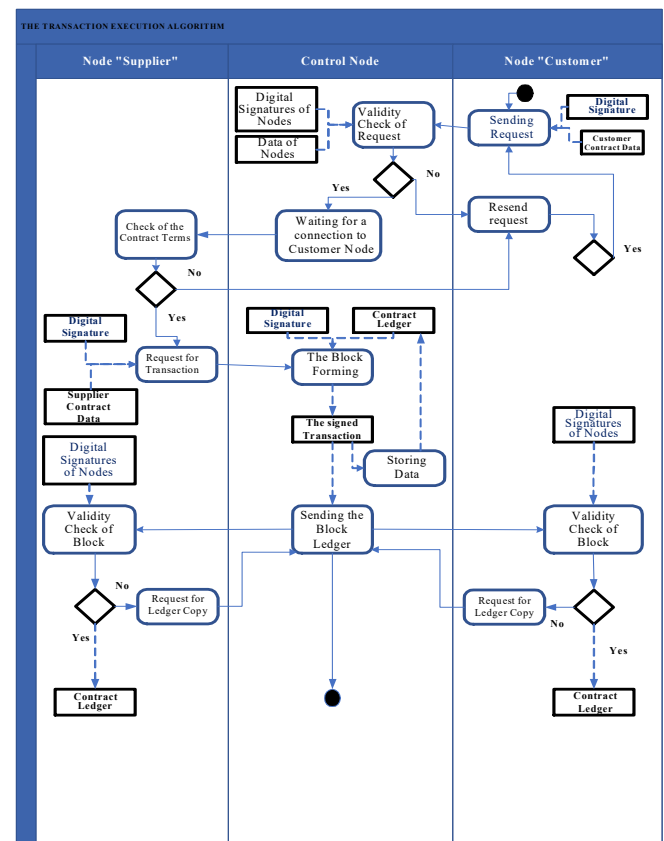 THE TRANSACTION EXECUTION ALGORITHM
Node "Supplier"
Control Node
Node "Customer"
Digital
Signatures of
Nodes
Data of
Nodes
Validity
Check of
Request
Sending
Request
Digital
Signature
Customer
Contract Data
Yes
No
Check of the
Contract Terms
Waiting for a
connection to
Customer Node
Resend
request
Yes
No
Yes
Digital
Signature
Request for
Transaction
Supplier
Contract
Data
Digital
Signature
Contract
Ledger
The Block
Forming
The signed
Transaction
Storing
Data
Digital
Signatures
of Nodes
Digital
Signatures
of Nodes
Validity
Check of
Block
Sending the
Block
Ledger
Validity
Check of
Block
No
Request for
Ledger Copy
Yes
Contract
Ledger
Request for
Ledger Copy
No
Yes
Contract
Ledger